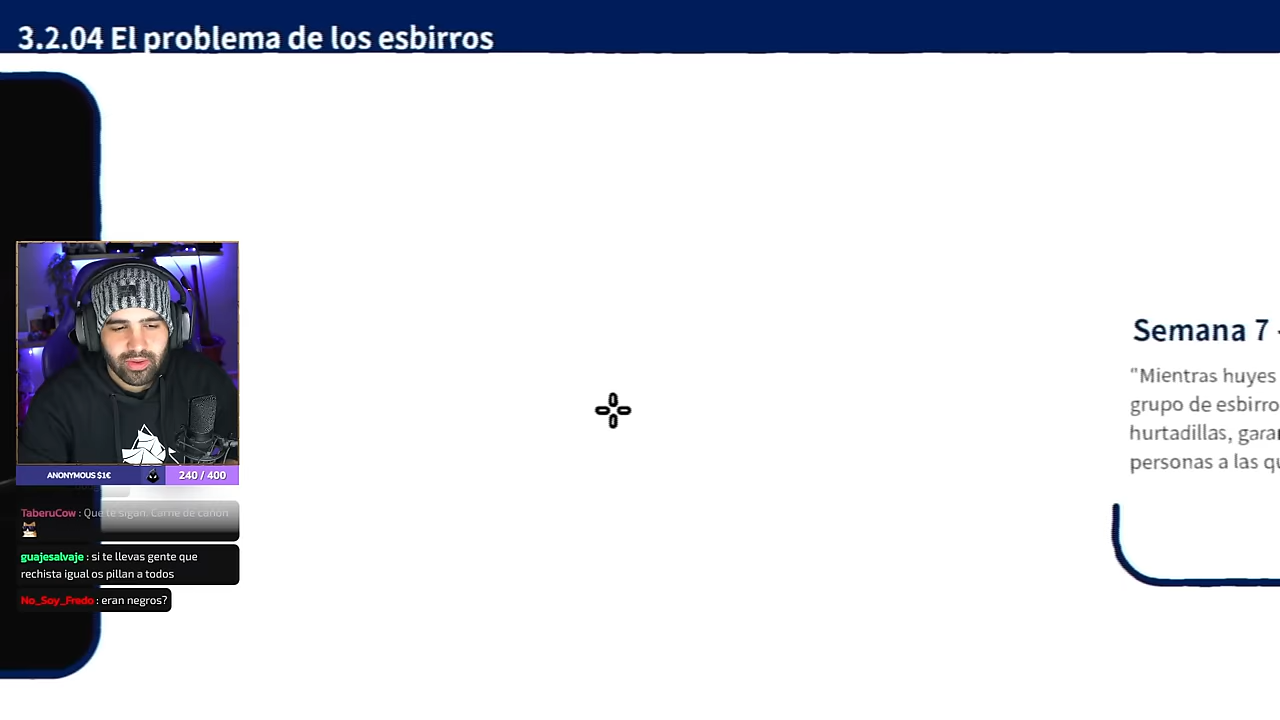 3.2.04 El problema de los esbirros
Semana 7
"Mientras huyes
grupo de esbirro
hurtadillas, garan
personas a las qu
ANONYMOUS $1€
240 / 400
TaberuCow : Que te sigan. Carne de cañon
guajesalvaje : si te llevas gente que
rechista igual os pillan a todos
No_Soy_Fredo : eran negros?